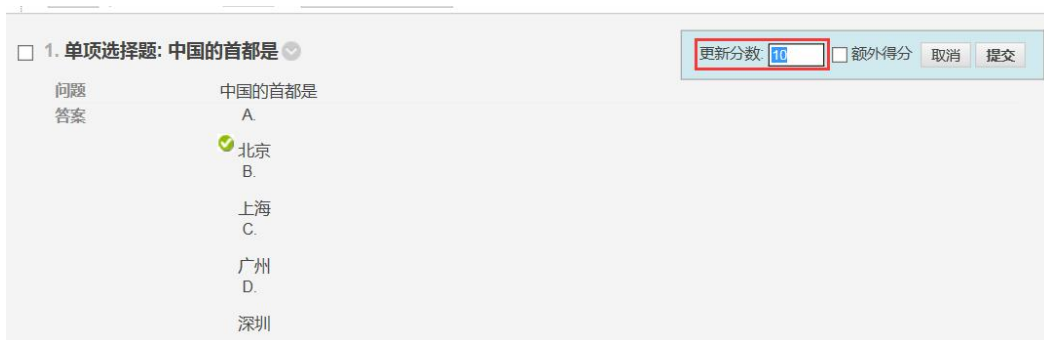 1. 单项选择题: 中国的首都是
更新分数: 10 额外得分 取消 提交
问题 中国的首都是
答案 A.
北京
B.
上海
C.
广州
D.
深圳